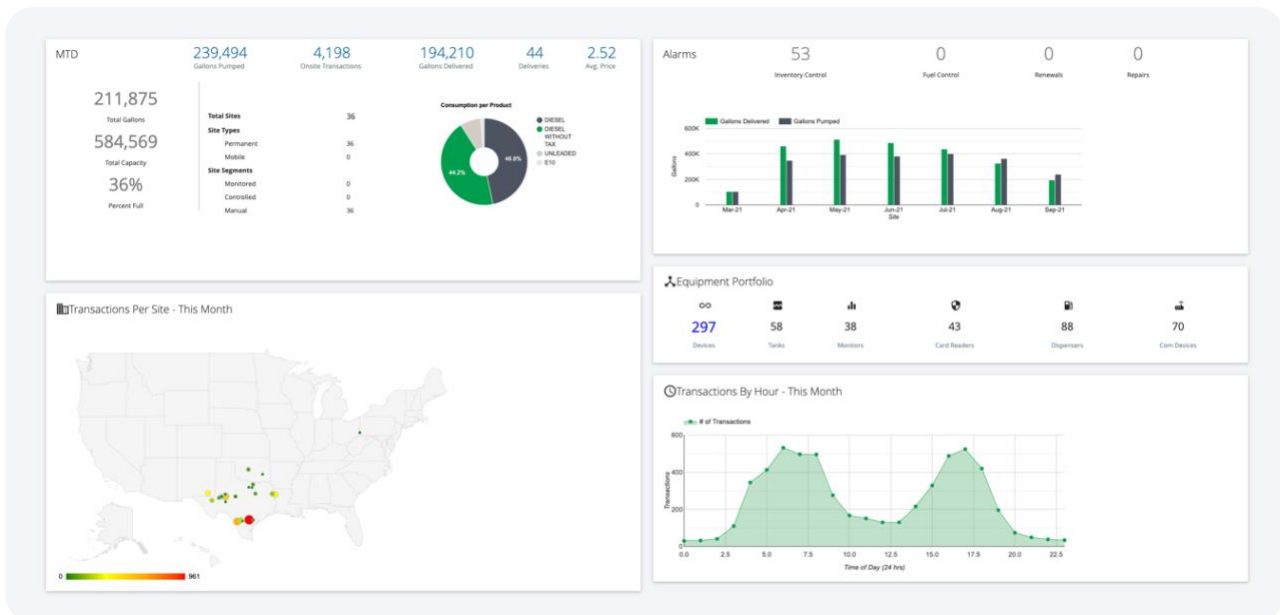 MTD
239,494
Gallons Pumped
4,198
Onsite Transactions
194,210
Gallons Delivered
44
Deliveries
2.52
Avg. Price
211,875
Total Gallons
584,569
Total Capacity
36%
Percent Full
Total Sites 36
Site Types
Permanent 36
Mobile 0
Site Segments
Monitored 0
Controlled 0
Manual 36
Consumption per Product
46.8%
44.2%
DIESEL
DIESEL
WITHOUT
TAX
UNLEADED
E10
Alarms
53
Inventory Control
0
Fuel Control
0
Renewals
0
Repairs
Gallons Delivered Gallons Pumped
600K
400K
200K
0
Gallons
Mar-21 Apr-21 May-21 Jun-21 Jul-21 Aug-21 Sep-21
Site
Equipment Portfolio
297
Devices
58
Tanks
38
Monitors
43
Card Readers
88
Dispensers
70
Com Devices
Transactions Per Site - This Month
0 961
Transactions By Hour - This Month
# of Transactions
600
400
200
0
Transactions
0.0 2.5 5.0 7.5 10.0 12.5 15.0 17.5 20.0 22.5
Time of Day (24 hrs)